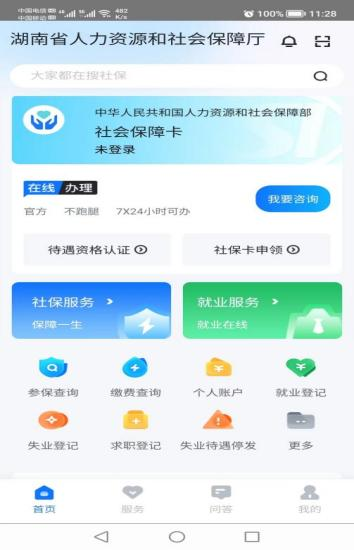 中国电信 4G 5G 482
中国移动 B/s 100% 11:28
湖南省人力资源和社会保障厅
大家都在搜社保
中华人民共和国人力资源和社会保障部
社会保障卡
未登录
在线 办理
官方 不跑腿 7X24小时可办
我要咨询
待遇资格认证 社保卡申领
社保服务 就业服务
保障一生 就业在线
参保查询 缴费查询 个人账户 就业登记
失业登记 求职登记 失业待遇停发 更多
首页 服务 问答 我的